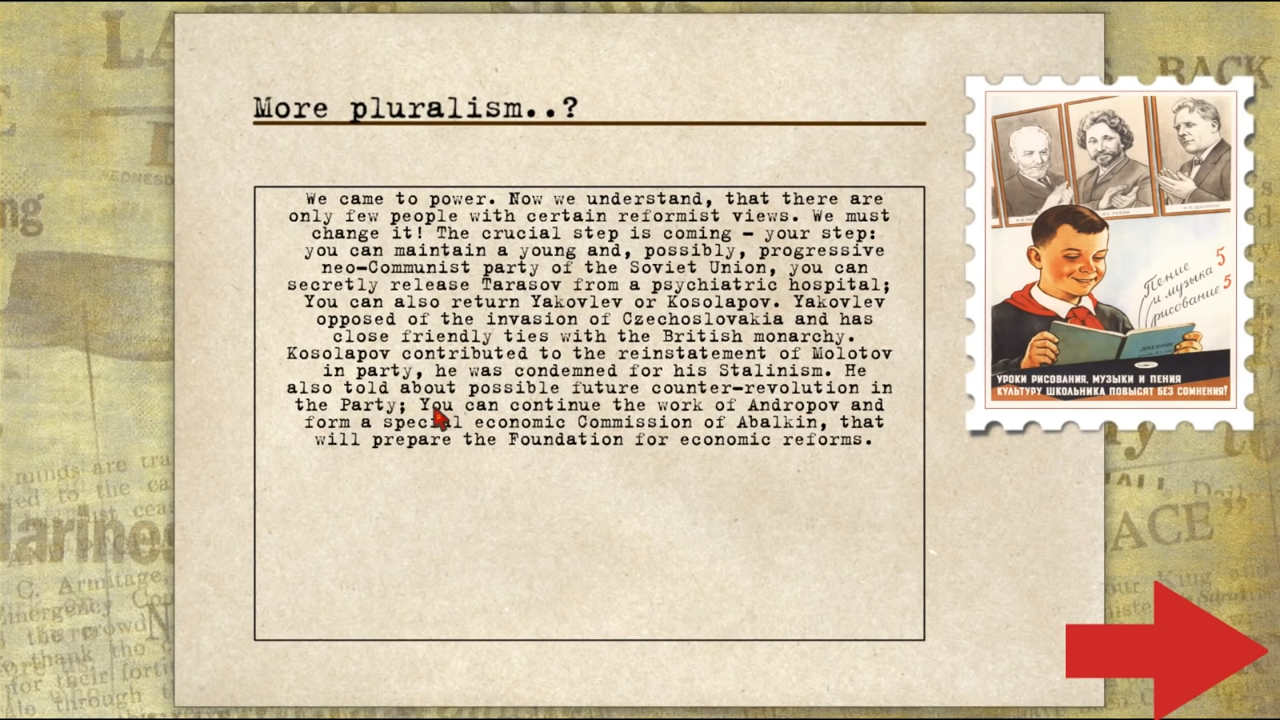 More pluralism..?
We came to power. Now we understand, that there are
only few people with certain reformist views. We must
change it! The crucial step is coming – your step:
you can maintain a young and, possibly, progressive
neo–Communist party of the Soviet Union, you can
secretly release Tarasov from a psychiatric hospital;
You can also return Yakovlev or Kosolapov. Yakovlev
opposed of the invasion of Czechoslovakia and has
close friendly ties with the British monarchy.
Kosolapov contributed to the reinstatement of Molotov
in party, he was condemned for his Stalinism. He
also told about possible future counter–revolution in
the Party; You can continue the work of Andropov and
form a special economic Commission of Abalkin, that
will prepare the Foundation for economic reforms.
Пение 5
и музыка
рисование 5
УРОКИ РИСОВАНИЯ, МУЗЫКИ И ПЕНИЯ
КУЛЬТУРУ ШКОЛЬНИКА ПОВЫСЯТ БЕЗ СОМНЕНИЯ!
BACK